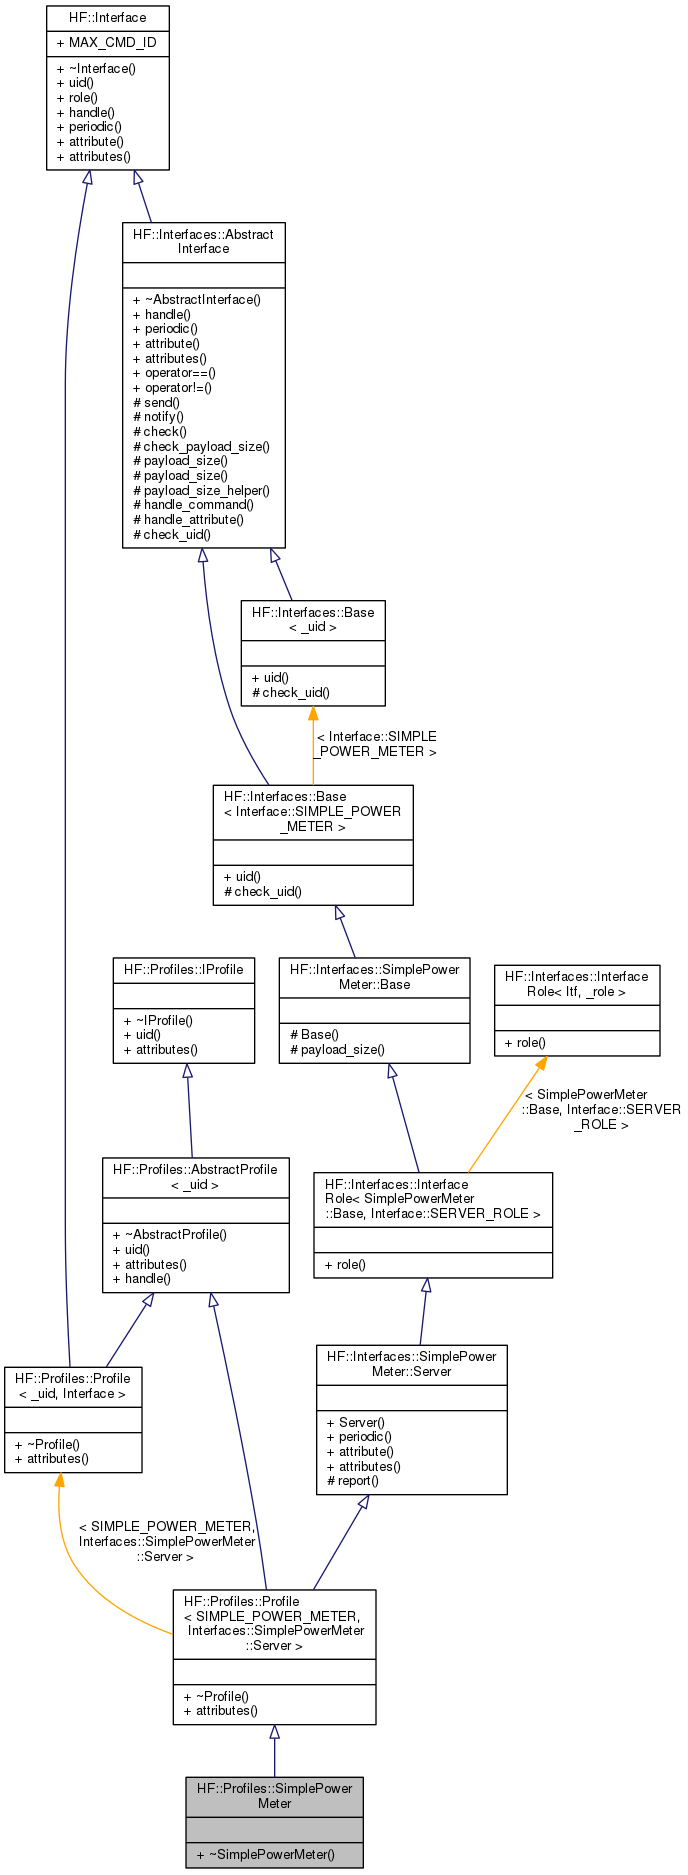 HF::Interface
+ MAX_CMD_ID
+ ~Interface()
+ uid()
+ role()
+ handle()
+ periodic()
+ attribute()
+ attributes()
HF::Interfaces::Abstract
Interface
+ ~AbstractInterface()
+ handle()
+ periodic()
+ attribute()
+ attributes()
+ operator==()
+ operator!=()
# send()
# notify()
# check()
# check_payload_size()
# payload_size()
# payload_size()
# payload_size_helper()
# handle_command()
# handle_attribute()
# check_uid()
HF::Interfaces::Base
< _uid >
+ uid()
# check_uid()
< Interface::SIMPLE
_POWER_METER >
HF::Interfaces::Base
< Interface::SIMPLE_POWER
_METER >
+ uid()
# check_uid()
HF::Profiles::IProfile
+ ~IProfile()
+ uid()
+ attributes()
HF::Interfaces::SimplePower
Meter::Base
# Base()
# payload_size()
HF::Interfaces::Interface
Role< Itf, _role >
+ role()
< SimplePowerMeter
::Base, Interface::SERVER
_ROLE >
HF::Profiles::AbstractProfile
< _uid >
+ ~AbstractProfile()
+ uid()
+ attributes()
+ handle()
HF::Interfaces::Interface
Role< SimplePowerMeter
::Base, Interface::SERVER_ROLE >
+ role()
HF::Profiles::Profile
< _uid, Interface >
+ ~Profile()
+ attributes()
HF::Interfaces::SimplePower
Meter::Server
+ Server()
+ periodic()
+ attribute()
+ attributes()
# report()
< SIMPLE_POWER_METER,
Interfaces::SimplePowerMeter
::Server >
HF::Profiles::Profile
< SIMPLE_POWER_METER,
Interfaces::SimplePowerMeter
::Server >
+ ~Profile()
+ attributes()
HF::Profiles::SimplePower
Meter
+ ~SimplePowerMeter()